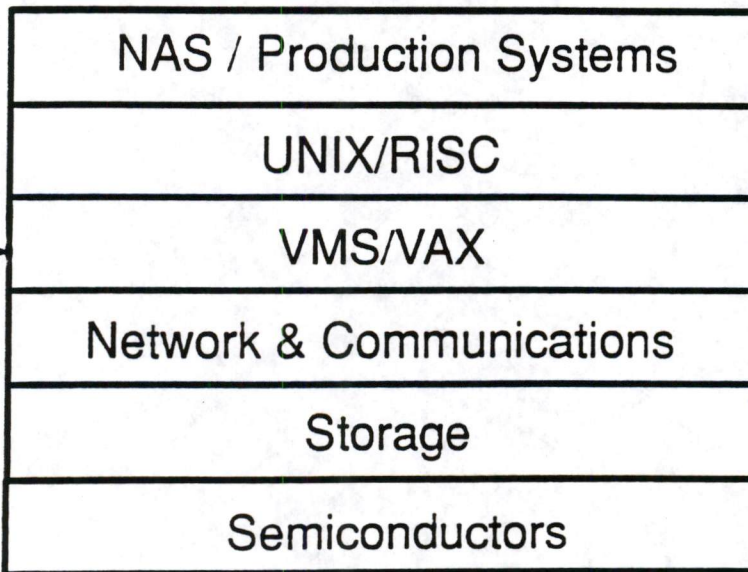 NAS / Production Systems
UNIX/RISC
VMS/VAX
Network & Communications
Storage
Semiconductors